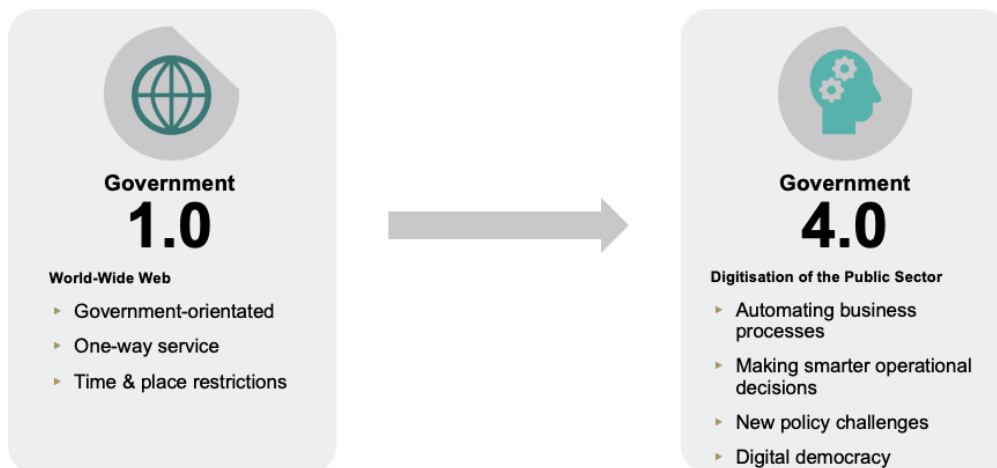 Government
1.0
World-Wide Web
Government-orientated
One-way service
Time & place restrictions
Government
4.0
Digitisation of the Public Sector
Automating business
processes
Making smarter operational
decisions
New policy challenges
Digital democracy